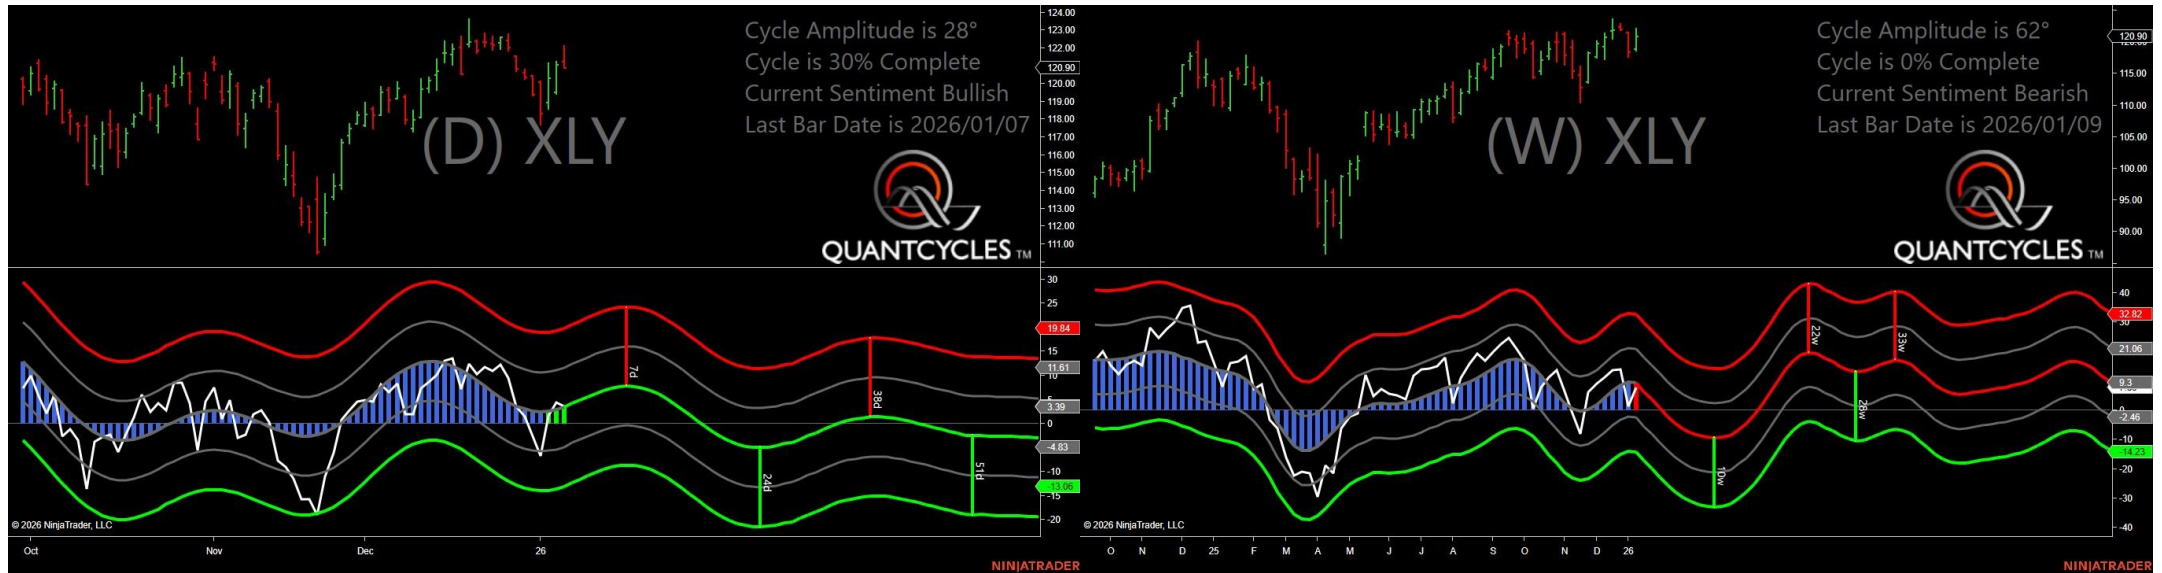 Cycle Amplitude is 28°
Cycle is 30% Complete
Current Sentiment Bullish
Last Bar Date is 2026/01/07
(D) XLY
QUANTCYCLES TM
124.00
123.00
122.00
120.90
120.00
119.00
118.00
117.00
116.00
115.00
114.00
113.00
112.00
111.00
30
25
19.84
15
11.61
10
3.39
0
-4.83
-10
-13.06
-15
-20
7d
24d
38d
51d
© 2026 NinjaTrader, LLC
Oct Nov Dec 26
NINJATRADER
Cycle Amplitude is 62°
Cycle is 0% Complete
Current Sentiment Bearish
Last Bar Date is 2026/01/09
(W) XLY
QUANTCYCLES TM
120.90
115.00
110.00
105.00
100.00
95.00
90.00
40
32.82
30
21.06
9.3
0
-2.46
-10
-14.23
-20
-30
-40
10w
22w
28w
33w
© 2026 NinjaTrader, LLC
O N D 25 F M A M J J A S O N D 26
NINJATRADER